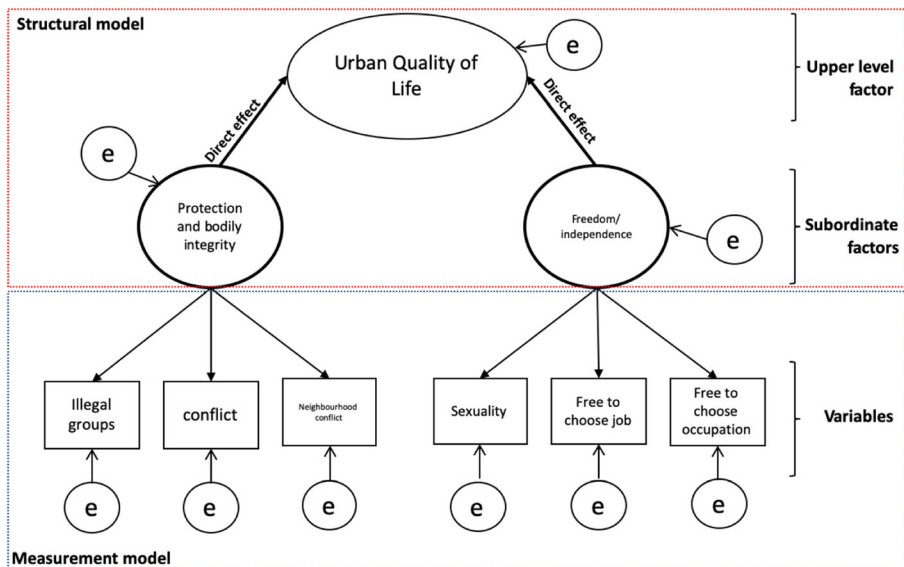 Structural model
Urban Quality of
Life
e
Upper level
factor
Direct effect
Direct effect
e
Protection
and bodily
integrity
Freedom/
independence
e
Subordinate
factors
Illegal
groups
conflict
Neighbourhood
conflict
Sexuality
Free to
choose job
Free to
choose
occupation
Variables
e
e
e
e
e
e
Measurement model